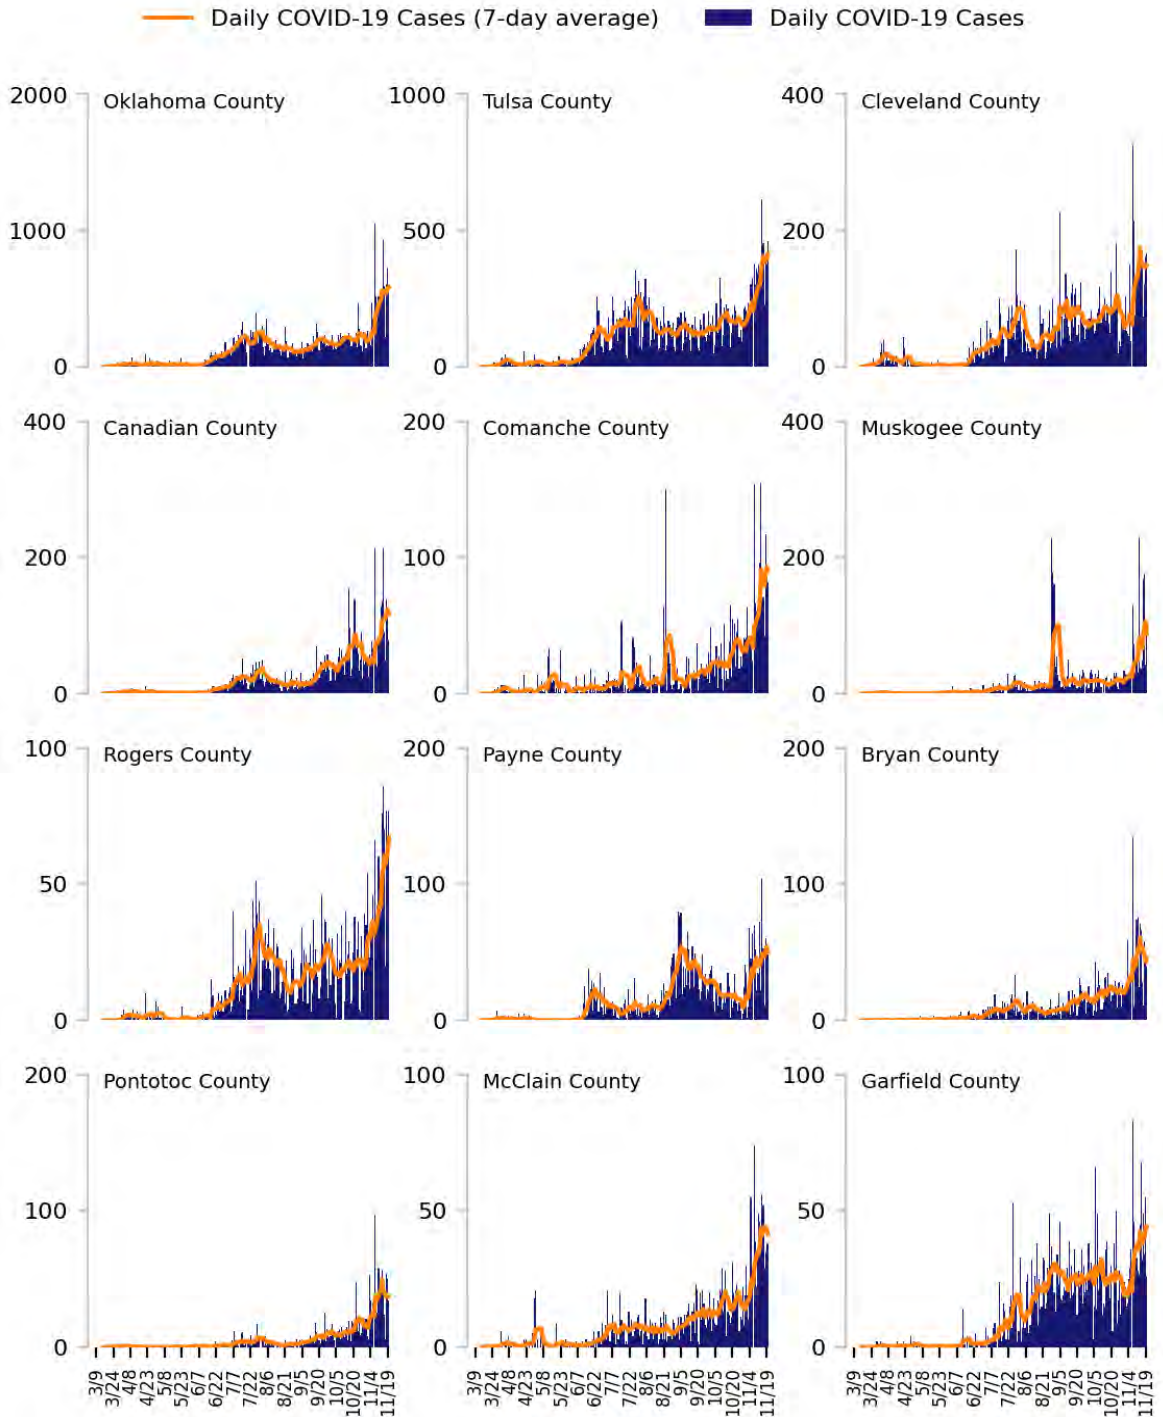 Daily COVID-19 Cases (7-day average) Daily COVID-19 Cases
2000 Oklahoma County 1000 Tulsa County 400 Cleveland County
1000 500 200
0 0 0
400 Canadian County 200 Comanche County 400 Muskogee County
200 100 200
0 0 0
100 Rogers County 200 Payne County 200 Bryan County
50 100 100
0 0 0
200 Pontotoc County 100 McClain County 100 Garfield County
100 50 50
0 0 0
3/9 3/24 4/8 4/23 5/8 5/23 6/7 6/22 7/7 7/22 8/6 8/21 9/5 9/20 10/5 10/20 11/4 11/19 3/9 3/24 4/8 4/23 5/8 5/23 6/7 6/22 7/7 7/22 8/6 8/21 9/5 9/20 10/5 10/20 11/4 11/19 3/9 3/24 4/8 4/23 5/8 5/23 6/7 6/22 7/7 7/22 8/6 8/21 9/5 9/20 10/5 10/20 11/4 11/19